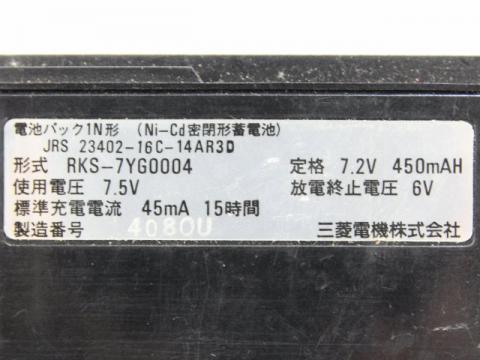 電池パック1N形 (Ni-Cd密閉形蓄電池)
JRS 23402-16C-14AR3D
形式 RKS-7YG0004 定格 7.2V 450mAH
使用電圧 7.5V 放電終止電圧 6V
標準充電電流 45mA 15時間
製造番号 4080U 三菱電機株式会社